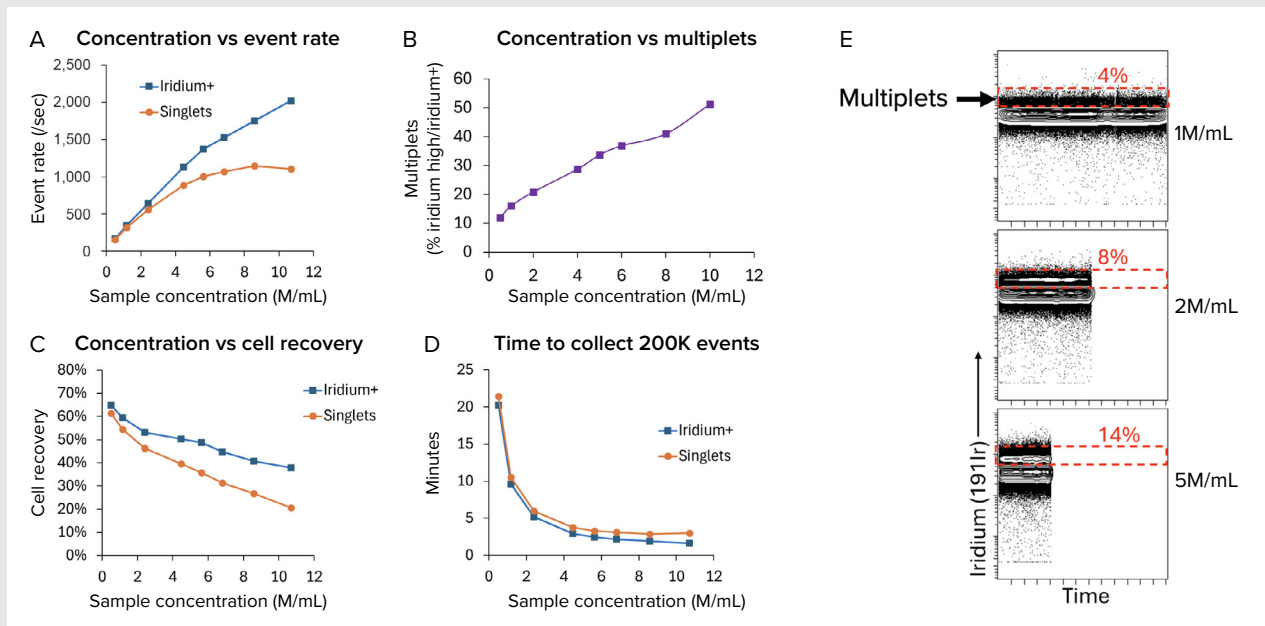 A Concentration vs event rate
Event rate (/sec)
2,500
2,000
1,500
1,000
500
0
Iridium+
Singlets
0 2 4 6 8 10 12
Sample concentration (M/mL)
B Concentration vs multiplets
Multiplets
(% iridium high/iridium+)
60
50
40
30
20
10
0
0 2 4 6 8 10 12
Sample concentration (M/mL)
C Concentration vs cell recovery
Cell recovery
80%
70%
60%
50%
40%
30%
20%
10%
0%
Iridium+
Singlets
0 2 4 6 8 10 12
Sample concentration (M/mL)
D Time to collect 200K events
Minutes
25
20
15
10
5
0
Iridium+
Singlets
0 2 4 6 8 10 12
Sample concentration (M/mL)
E
Multiplets
4%
1M/mL
8%
2M/mL
14%
5M/mL
Iridium (191Ir)
Time